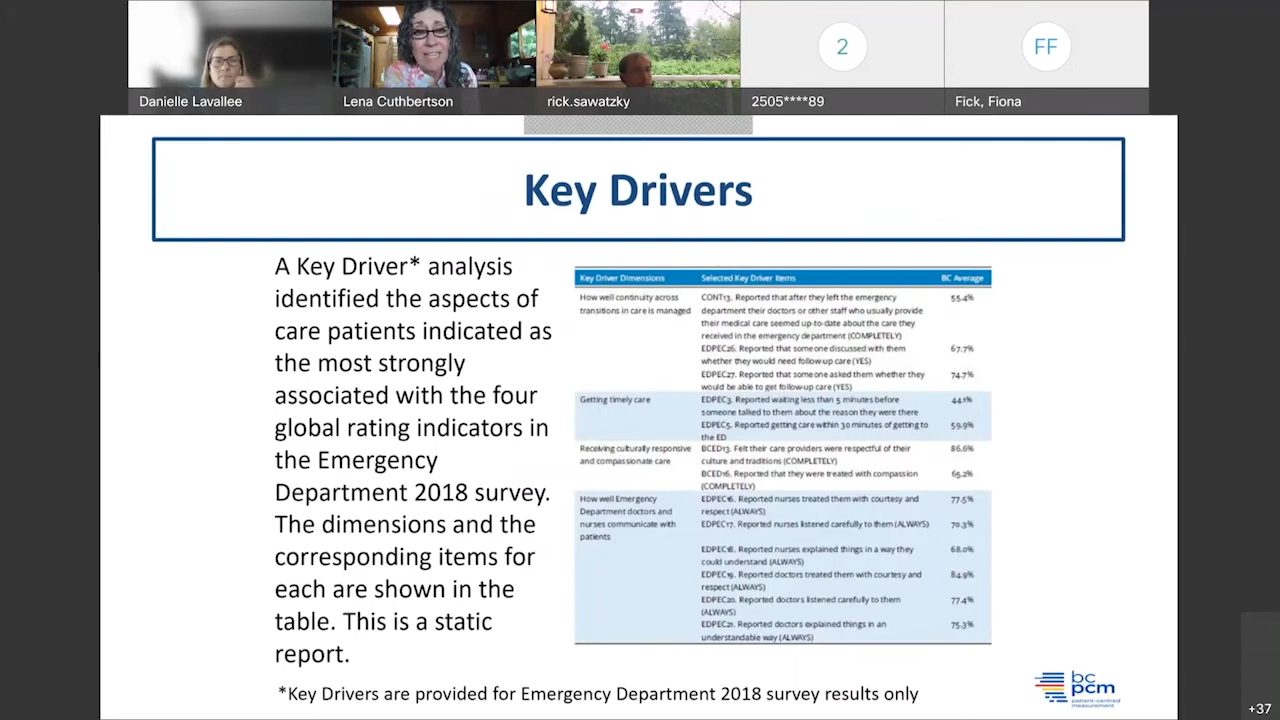 Danielle Lavallee
Lena Cuthbertson
rick.sawatzky
2
2505****89
FF
Fick, Fiona
Key Drivers
A Key Driver* analysis
identified the aspects of
care patients indicated as
the most strongly
associated with the four
global rating indicators in
the Emergency
Department 2018 survey.
The dimensions and the
corresponding items for
each are shown in the
table. This is a static
report.
Key Driver Dimensions Selected Key Driver Items BC Average
How well continuity across CONT13. Reported that after they left the emergency 55.4%
transitions in care is managed department their doctors or other staff who usually provide
their medical care seemed up-to-date about the care they
received in the emergency department (COMPLETELY)
EDPEC26. Reported that someone discussed with them 67.7%
whether they would need follow-up care (YES)
EDPEC27. Reported that someone asked them whether they 74.7%
would be able to get follow-up care (YES)
Getting timely care EDPEC3. Reported waiting less than 5 minutes before 44.1%
someone talked to them about the reason they were there
EDPEC5. Reported getting care within 30 minutes of getting to 59.9%
the ED
Receiving culturally responsive BCED13. Felt their care providers were respectful of their 86.6%
and compassionate care culture and traditions (COMPLETELY)
BCED16. Reported that they were treated with compassion 65.2%
(COMPLETELY)
How well Emergency EDPEC16. Reported nurses treated them with courtesy and 77.5%
Department doctors and respect (ALWAYS)
nurses communicate with EDPEC17. Reported nurses listened carefully to them (ALWAYS) 70.3%
patients
EDPEC18. Reported nurses explained things in a way they 68.0%
could understand (ALWAYS)
EDPEC19. Reported doctors treated them with courtesy and 84.9%
respect (ALWAYS)
EDPEC20. Reported doctors listened carefully to them 77.4%
(ALWAYS)
EDPEC21. Reported doctors explained things in an 75.3%
understandable way (ALWAYS)
*Key Drivers are provided for Emergency Department 2018 survey results only
bc
pcm
patient-centred
measurement
+37